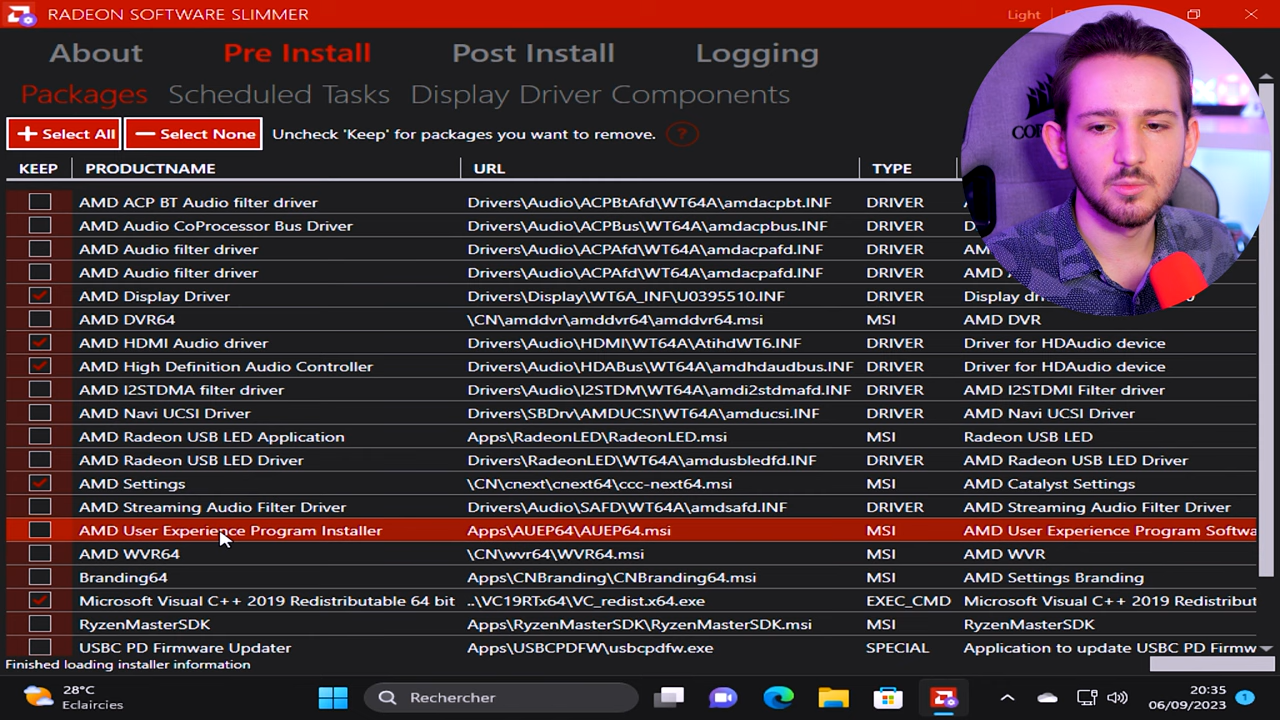 RADEON SOFTWARE SLIMMER Light
About Pre Install Post Install Logging
Packages Scheduled Tasks Display Driver Components
+ Select All − Select None Uncheck 'Keep' for packages you want to remove. ?
KEEP PRODUCTNAME URL TYPE
AMD ACP BT Audio filter driver Drivers\Audio\ACPBtAfd\WT64A\amdacpbt.INF DRIVER
AMD Audio CoProcessor Bus Driver Drivers\Audio\ACPBus\WT64A\amdacpbus.INF DRIVER
AMD Audio filter driver Drivers\Audio\ACPAfd\WT64A\amdacpafd.INF DRIVER
AMD Audio filter driver Drivers\Audio\ACPAfd\WT64A\amdacpafd.INF DRIVER
AMD Display Driver Drivers\Display\WT6A_INF\U0395510.INF DRIVER Display
AMD DVR64 \CN\amddvr\amddvr64\amddvr64.msi MSI AMD DVR
AMD HDMI Audio driver Drivers\Audio\HDMI\WT64A\AtihdWT6.INF DRIVER Driver for HDAudio device
AMD High Definition Audio Controller Drivers\Audio\HDABus\WT64A\amdhdaudbus.INF DRIVER Driver for HDAudio device
AMD I2STDMA filter driver Drivers\Audio\I2STDM\WT64A\amdi2stdmafd.INF DRIVER AMD I2STDMI Filter driver
AMD Navi UCSI Driver Drivers\SBDrv\AMDUCSI\amducsi.INF DRIVER AMD Navi UCSI Driver
AMD Radeon USB LED Application Apps\RadeonLED\RadeonLED.msi MSI Radeon USB LED
AMD Radeon USB LED Driver Drivers\RadeonLED\WT64A\amdusbledfd.INF DRIVER AMD Radeon USB LED Driver
AMD Settings \CN\cnext\cnext64\ccc-next64.msi MSI AMD Catalyst Settings
AMD Streaming Audio Filter Driver Drivers\Audio\SAFD\WT64A\amdsafd.INF DRIVER AMD Streaming Audio Filter Driver
AMD User Experience Program Installer Apps\AUEP64\AUEP64.msi MSI AMD User Experience Program Softwa
AMD WVR64 \CN\wvr64\WVR64.msi MSI AMD WVR
Branding64 Apps\CNBranding\CNBranding64.msi MSI AMD Settings Branding
Microsoft Visual C++ 2019 Redistributable 64 bit ..\VC19RTx64\VC_redist.x64.exe EXEC_CMD Microsoft Visual C++ 2019 Redistribut
RyzenMasterSDK Apps\RyzenMasterSDK\RyzenMasterSDK.msi MSI RyzenMasterSDK
USBC PD Firmware Updater Apps\USBCPDFW\usbcpdfw.exe SPECIAL Application to update USBC PD Firmw
Finished loading installer information
28°C
Eclaircies
Rechercher
20:35
06/09/2023
1